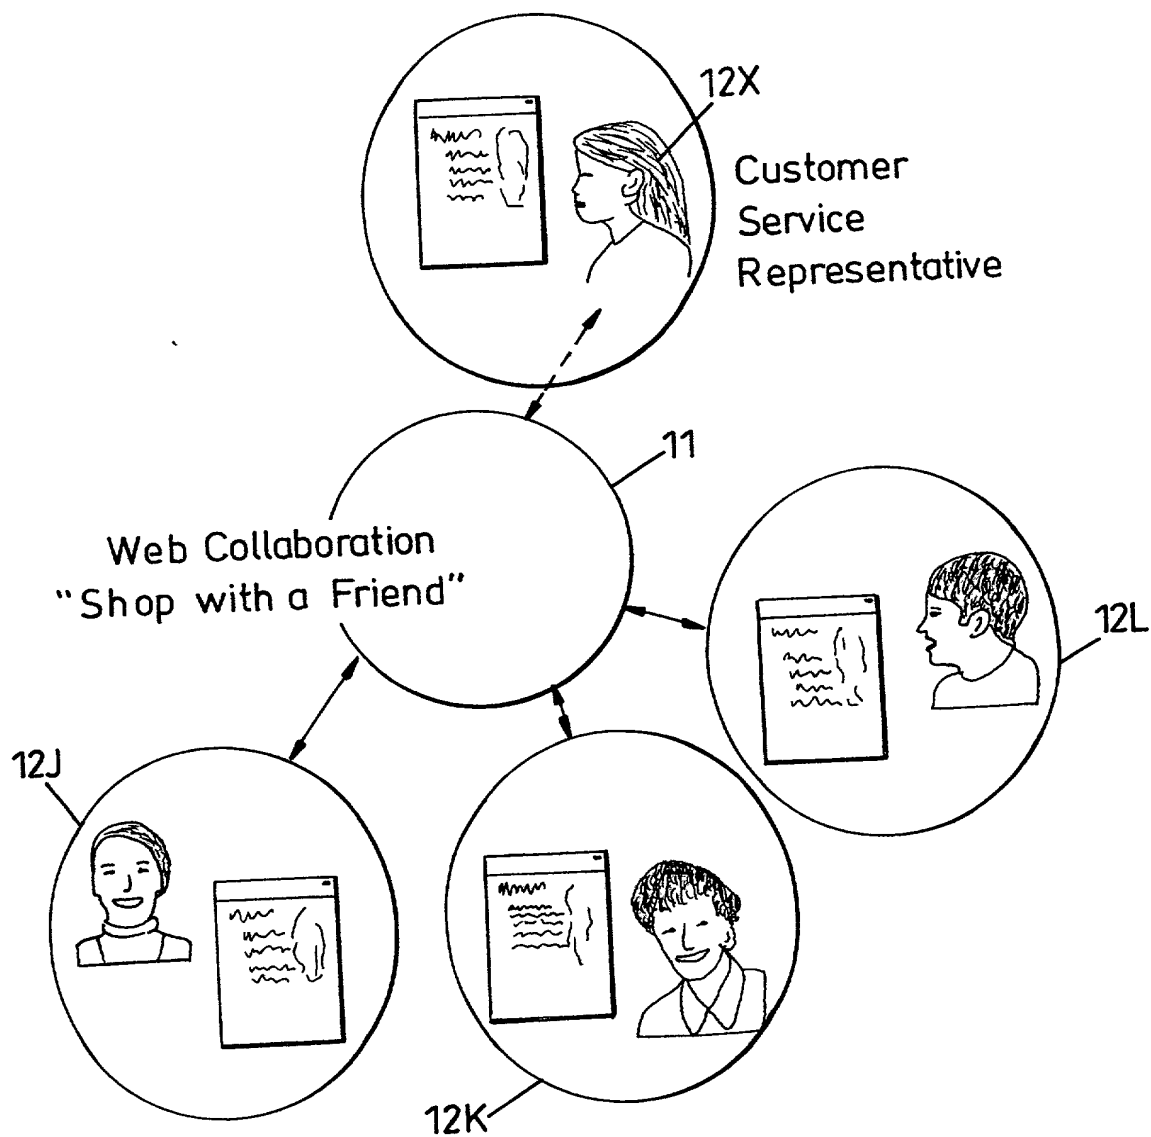 12X
Customer
Service
Representative
11
Web Collaboration
"Shop with a Friend"
12L
12J
12K